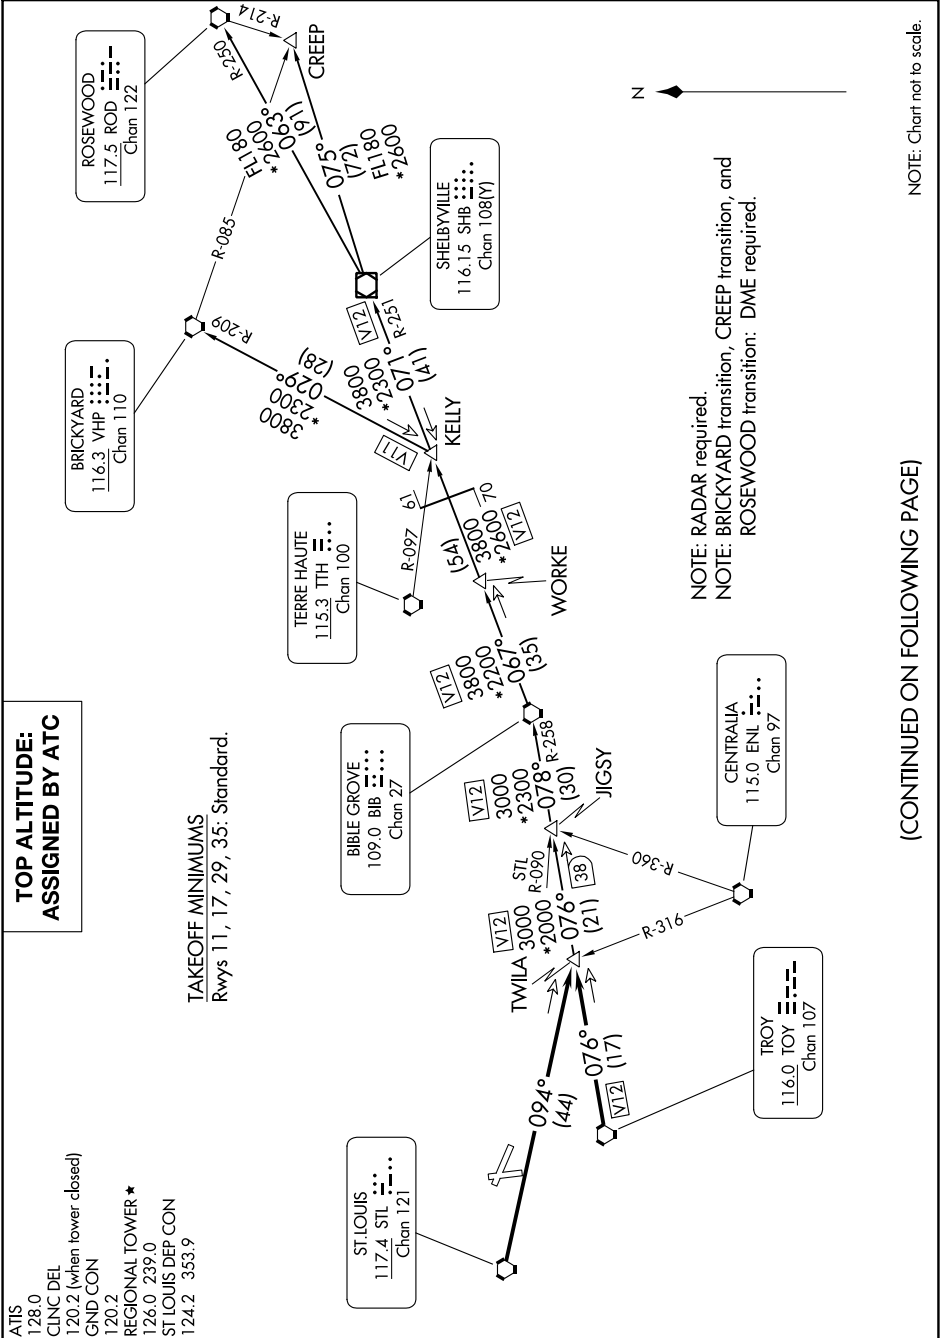 TOP ALTITUDE:
ASSIGNED BY ATC
ATIS
128.0
CLNC DEL
120.2 (when tower closed)
GND CON
120.2
REGIONAL TOWER★
126.0 239.0
ST LOUIS DEP CON
124.2 353.9
TAKEOFF MINIMUMS
Rwys 11, 17, 29, 35: Standard.
ST.LOUIS
117.4 STL
Chan 121
094°
(44)
TROY
116.0 TOY
Chan 107
V12
076°
(17)
TWILA
V12
3000
*2000
076°
(21)
STL
R-090
38
R-316
R-360
CENTRALIA
115.0 ENL
Chan 97
JIGSY
V12
3000
*2300
078°
(30)
R-258
BIBLE GROVE
109.0 BIB
Chan 27
V12
3800
*2200
067°
(35)
WORKE
(54)
3800
*2600
V12
61
70
TERRE HAUTE
115.3 TTH
Chan 100
R-097
KELLY
V11
3800
*2300
029°
(28)
R-209
BRICKYARD
116.3 VHP
Chan 110
R-085
V12
3800
*2300
071°
(41)
R-251
SHELBYVILLE
116.15 SHB
Chan 108(Y)
FL180
*2600
063°
(91)
R-250
075°
(72)
FL180
*2600
ROSEWOOD
117.5 ROD
Chan 122
R-214
CREEP
N
NOTE: RADAR required.
NOTE: BRICKYARD transition, CREEP transition, and
ROSEWOOD transition: DME required.
NOTE: Chart not to scale.
(CONTINUED ON FOLLOWING PAGE)